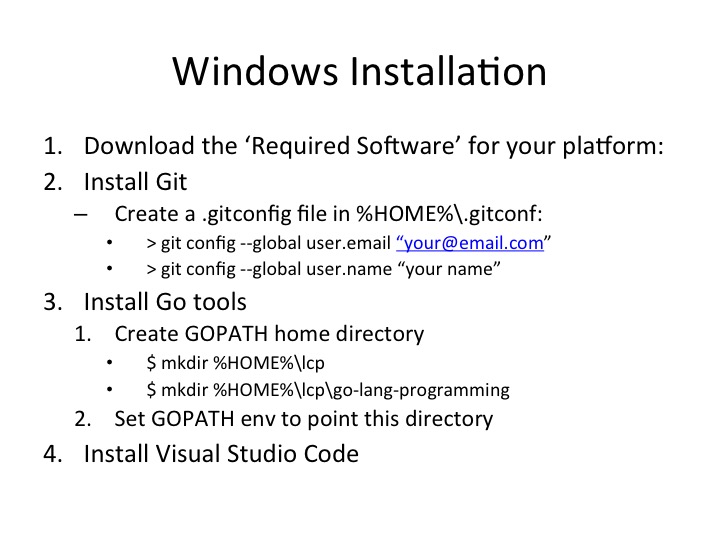 Windows Installation
1. Download the ‘Required Software’ for your platform:
2. Install Git
– Create a .gitconfig file in %HOME%\.gitconf:
• > git config --global user.email “your@email.com”
• > git config --global user.name “your name”
3. Install Go tools
1. Create GOPATH home directory
• $ mkdir %HOME%\lcp
• $ mkdir %HOME%\lcp\go-lang-programming
2. Set GOPATH env to point this directory
4. Install Visual Studio Code